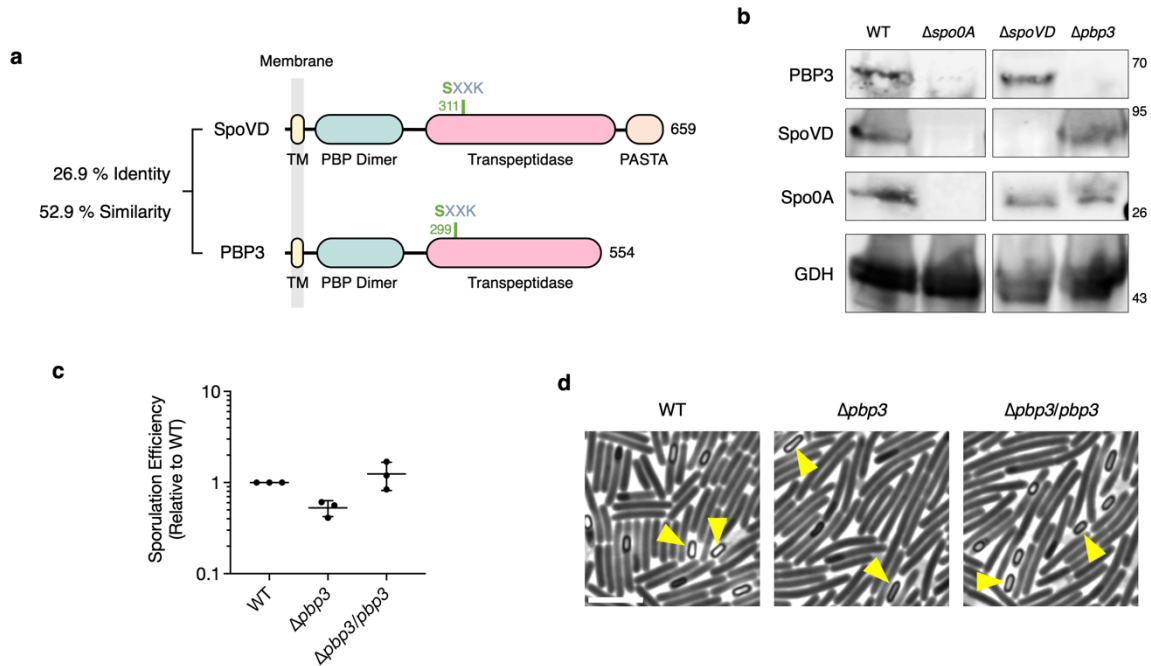 a
Membrane
SXXK
311
SpoVD
659
TM
PBP Dimer
Transpeptidase
PASTA
26.9 % Identity
52.9 % Similarity
SXXK
299
PBP3
554
TM
PBP Dimer
Transpeptidase
b
WT
Δspo0A
ΔspoVD
Δpbp3
PBP3
70
SpoVD
95
Spo0A
26
GDH
43
c
Sporulation Efficiency
(Relative to WT)
10
1
0.1
WT
Δpbp3
Δpbp3/pbp3
d
WT
Δpbp3
Δpbp3/pbp3